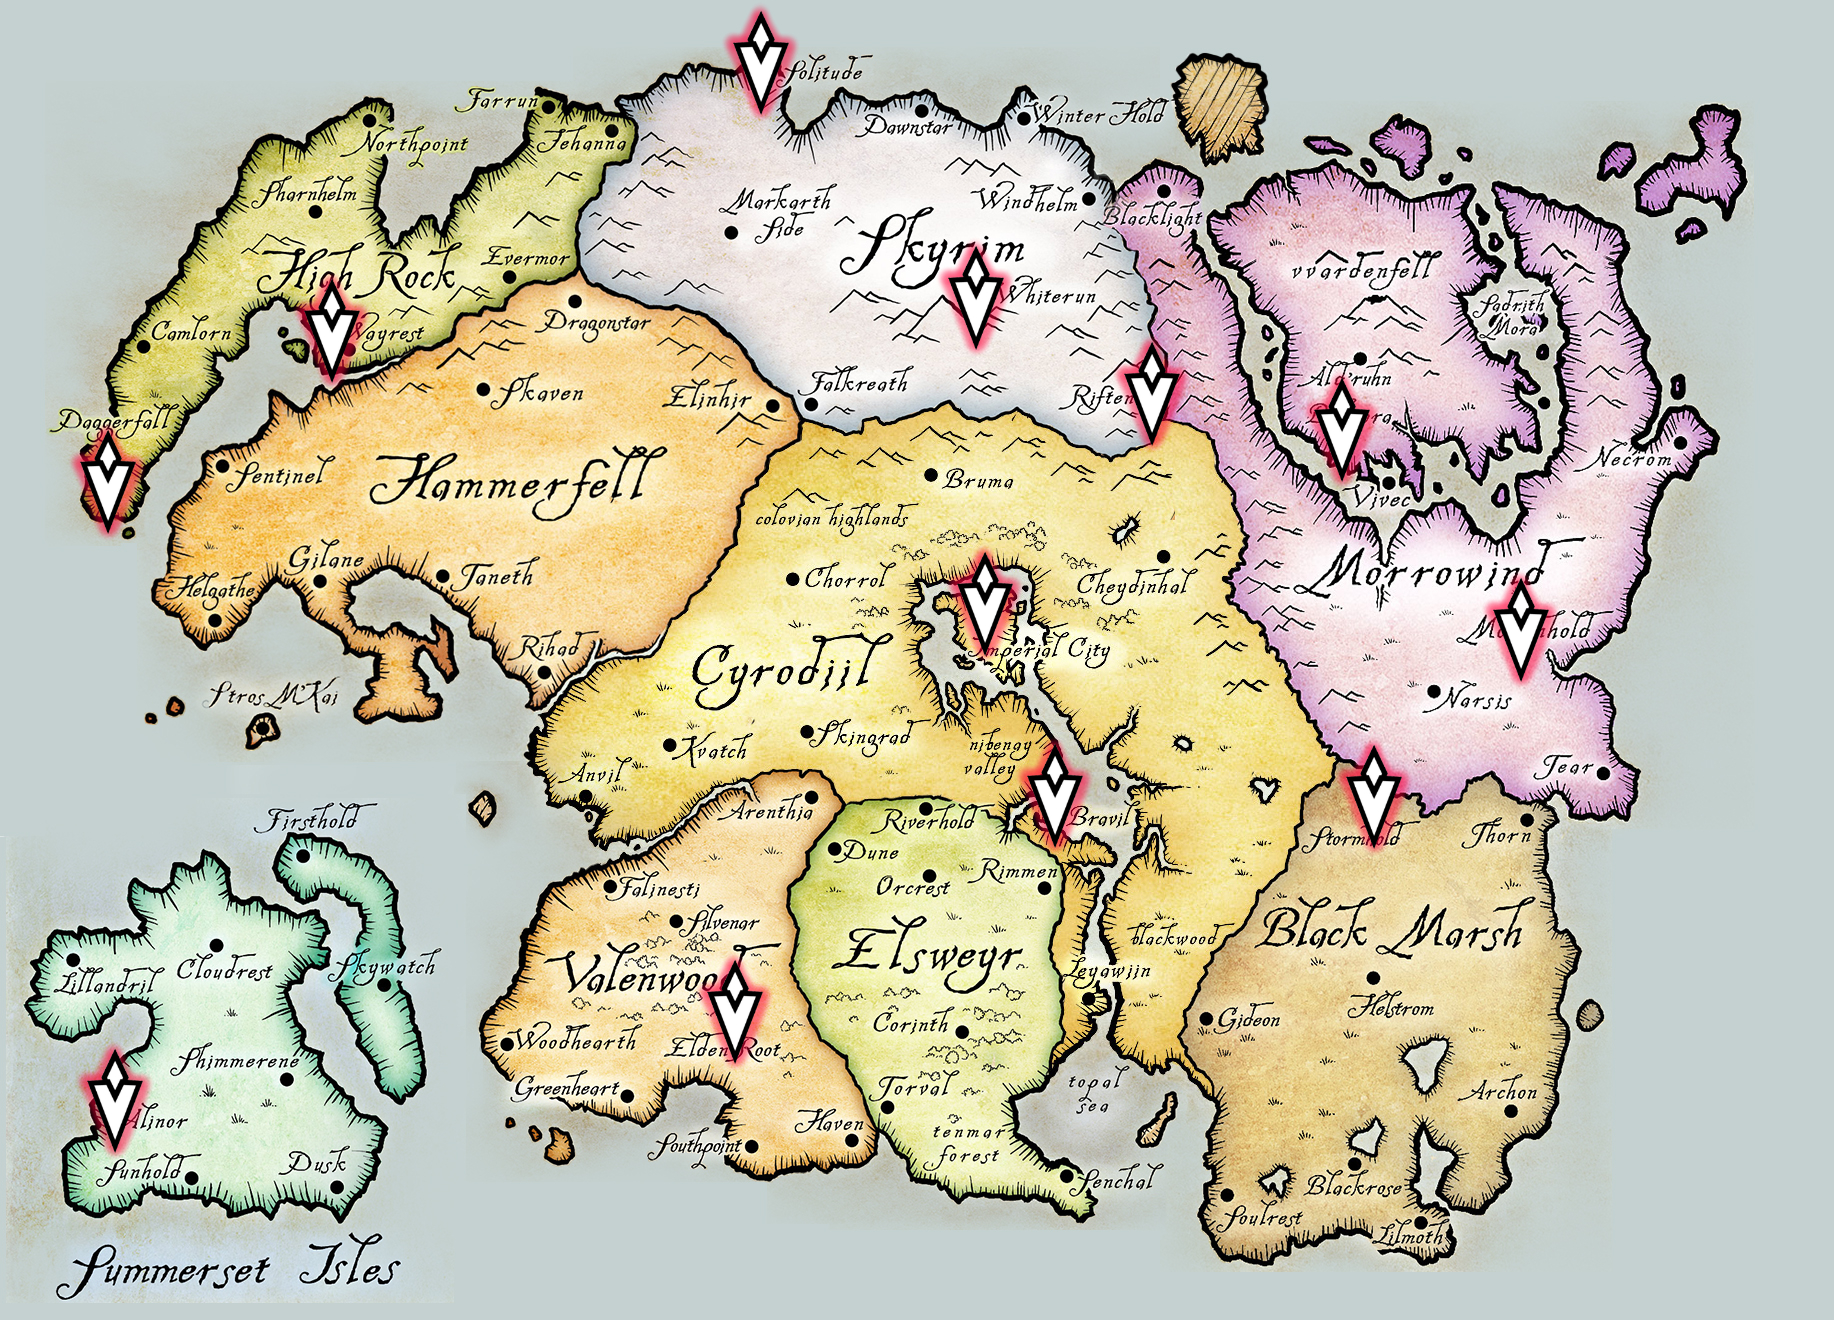 Solitude
Farrun
Northpoint
Jehanna
Dawnstar
Winter Hold
Pharnhelm
Markarth
Side
Windhelm
Blacklight
Skyrim
High Rock
Evermor
Whiterun
Vvardenfell
Sadrith
Mora
Camlorn
Wayrest
Dragonstar
Skaven
Elinhir
Falkreath
Riften
Ald'ruhn
Daggerfall
Sentinel
Hammerfell
Bruma
Vivec
Necrom
colovian highlands
Gilane
Taneth
Helgathe
Chorrol
Cheydinhal
Morrowind
Imperial City
Rihad
Cyrodiil
Stros M'Kai
Narsis
Kvatch
Skingrad
nibenay
valley
Anvil
Tear
Arenthia
Riverhold
Bravil
Stormhold
Thorn
Firsthold
Dune
Orcrest
Rimmen
Falinesti
Silvenar
Valenwood
Elsweyr
blackwood
Black Marsh
Lillandril
Cloudrest
Skywatch
Leyawiin
Helstrom
Gideon
Corinth
Woodhearth
Elden Root
Shimmerene
Greenheart
Torval
topal
sea
Archon
Alinor
Haven
Southpoint
tenmar
forest
Sunhold
Dusk
Senchal
Blackrose
Soulrest
Lilmoth
Summerset Isles